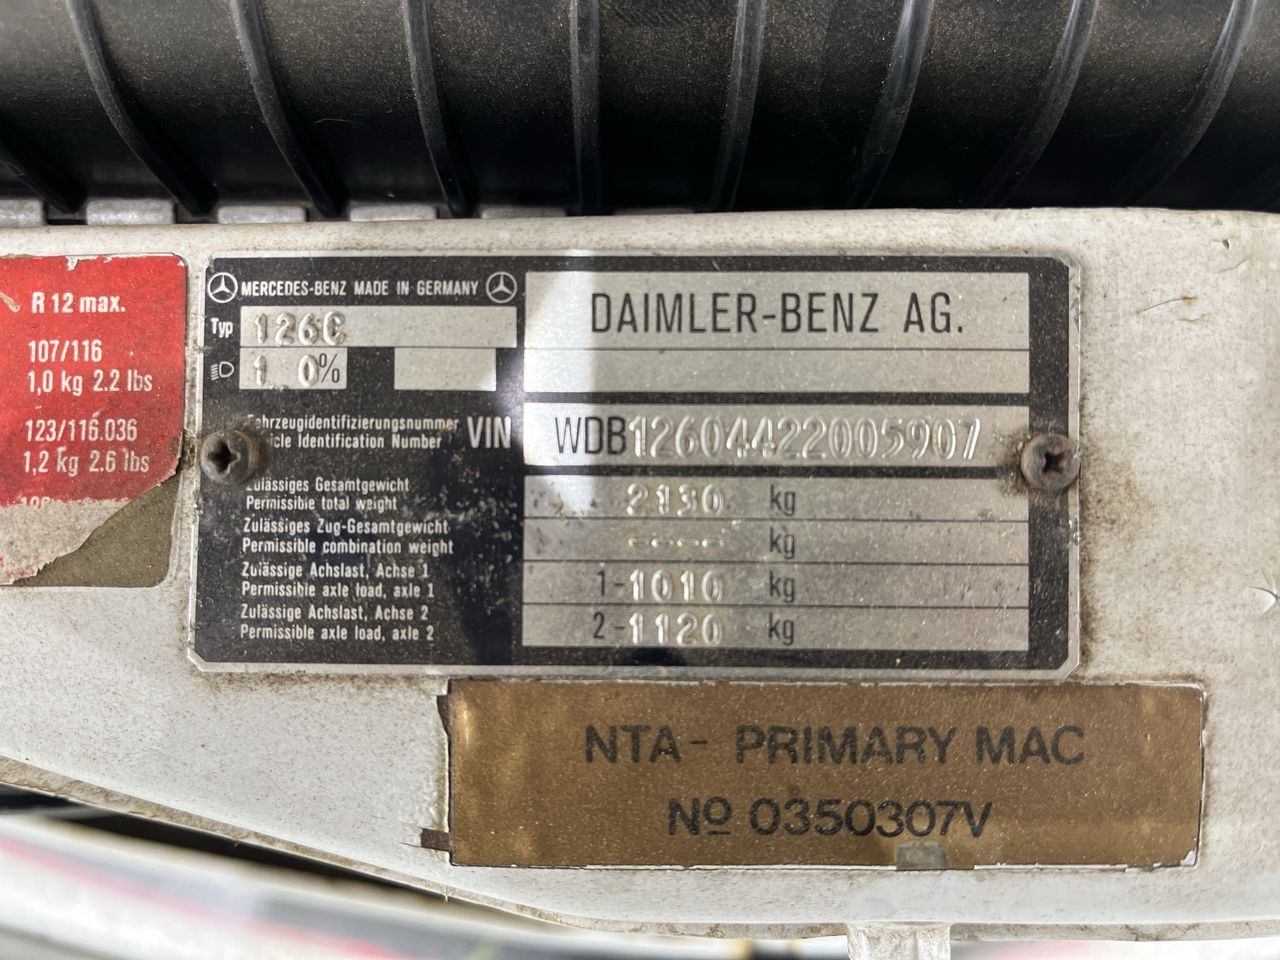 R 12 max.
107/116
1,0 kg 2.2 lbs
123/116.036
1,2 kg 2.6 lbs
MERCEDES-BENZ MADE IN GERMANY
Typ 126C
1 0%
DAIMLER-BENZ AG.
Fahrzeugidentifizierungsnummer
Vehicle Identification Number
VIN WDB12604422005907
Zulässiges Gesamtgewicht
Permissible total weight
2130 kg
Zulässiges Zug-Gesamtgewicht
Permissible combination weight
---- kg
Zulässige Achslast, Achse 1
Permissible axle load, axle 1
1-1010 kg
Zulässige Achslast, Achse 2
Permissible axle load, axle 2
2-1120 kg
NTA- PRIMARY MAC
Nº 0350307V